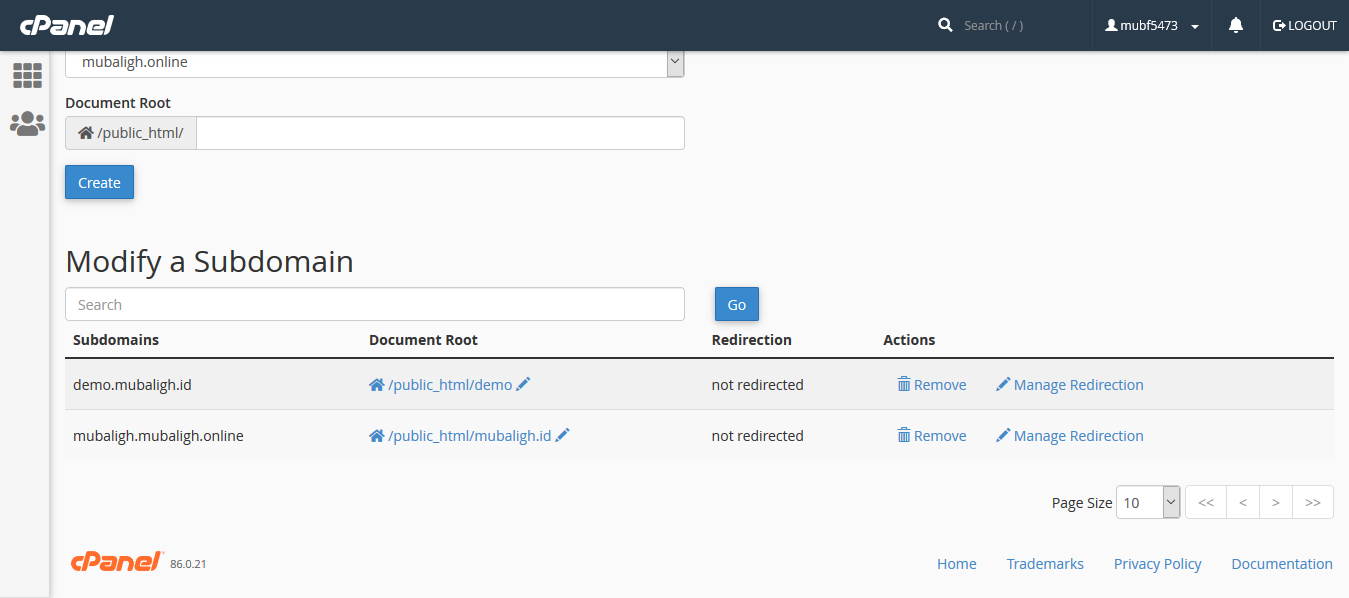 cPanel Search ( / ) mubf5473 LOGOUT
mubaligh.online
Document Root
/public_html/
Create
Modify a Subdomain
Search Go
Subdomains Document Root Redirection Actions
demo.mubaligh.id /public_html/demo not redirected Remove Manage Redirection
mubaligh.mubaligh.online /public_html/mubaligh.id not redirected Remove Manage Redirection
Page Size 10 << < > >>
cPanel 86.0.21 Home Trademarks Privacy Policy Documentation